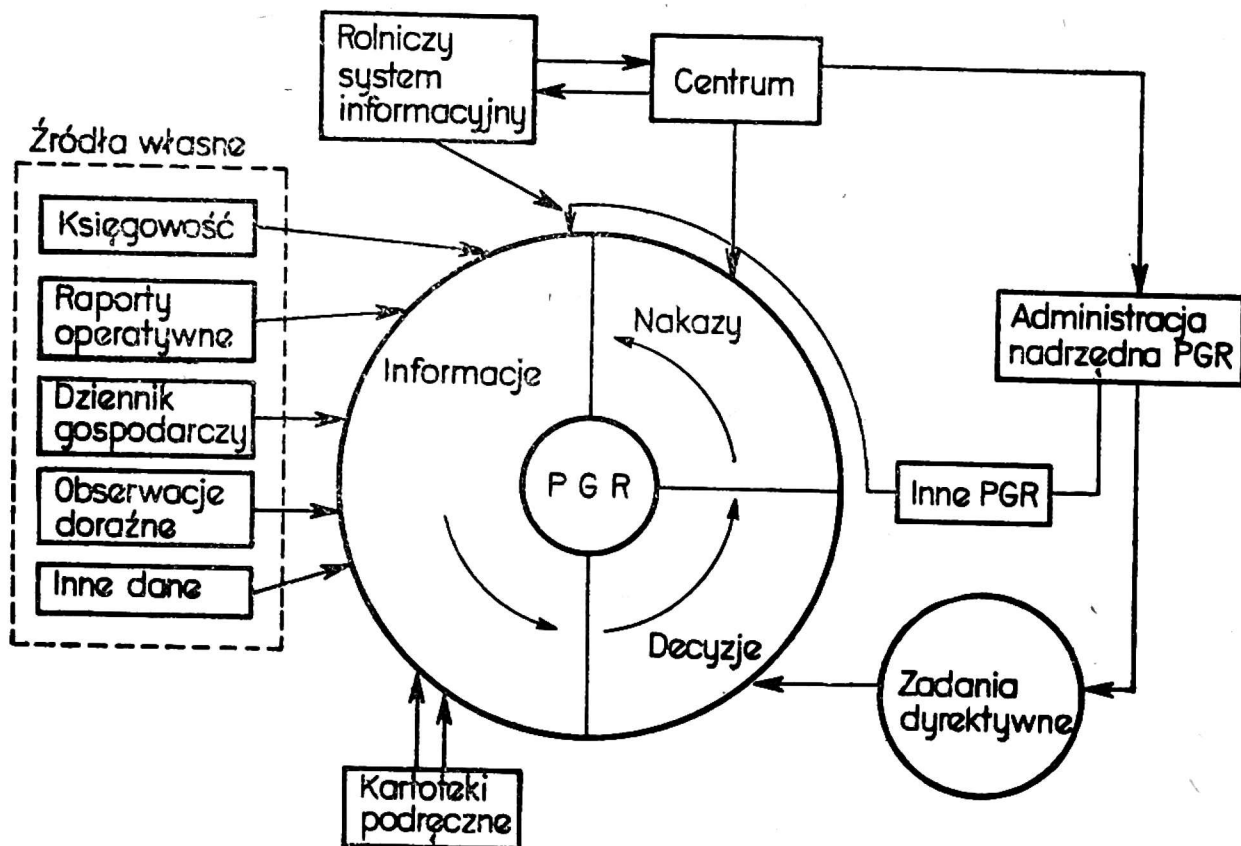 Rolniczy
system
informacyjny
Centrum
Źródła własne
Księgowość
Raporty
operatywne
Dziennik
gospodarczy
Obserwacje
doraźne
Inne dane
Informacje
Nakazy
P G R
Decyzje
Administracja
nadrzędna PGR
Inne PGR
Zadania
dyrektywne
Kartoteki
podręczne